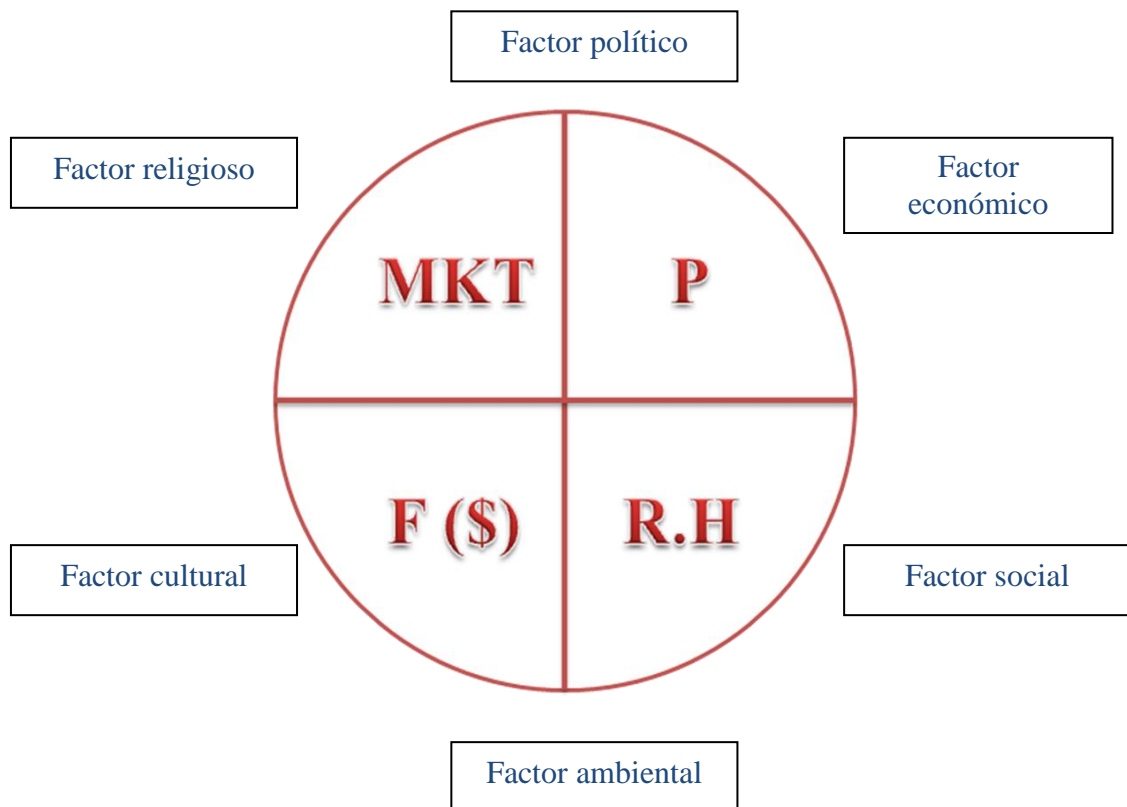 Factor político
Factor religioso
Factor
económico
MKT
P
F ($)
R.H
Factor cultural
Factor social
Factor ambiental